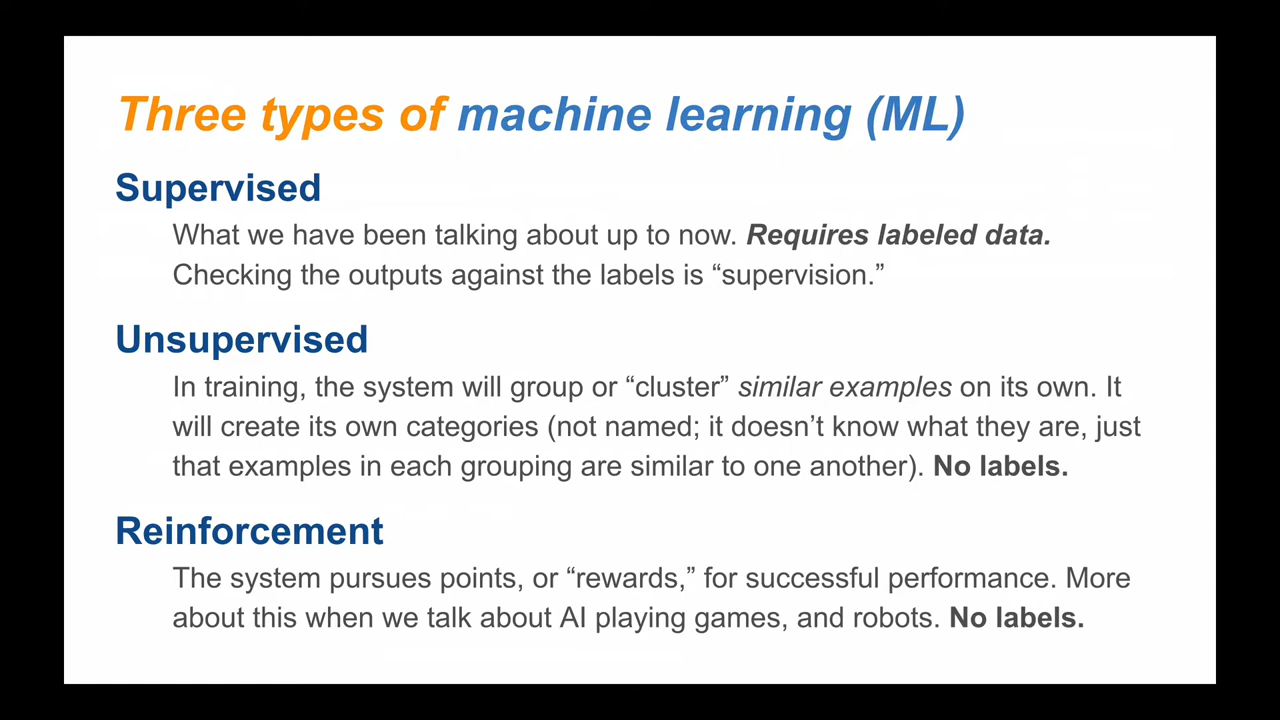 Three types of machine learning (ML)
Supervised
What we have been talking about up to now. Requires labeled data.
Checking the outputs against the labels is “supervision.”
Unsupervised
In training, the system will group or “cluster” similar examples on its own. It
will create its own categories (not named; it doesn’t know what they are, just
that examples in each grouping are similar to one another). No labels.
Reinforcement
The system pursues points, or “rewards,” for successful performance. More
about this when we talk about AI playing games, and robots. No labels.